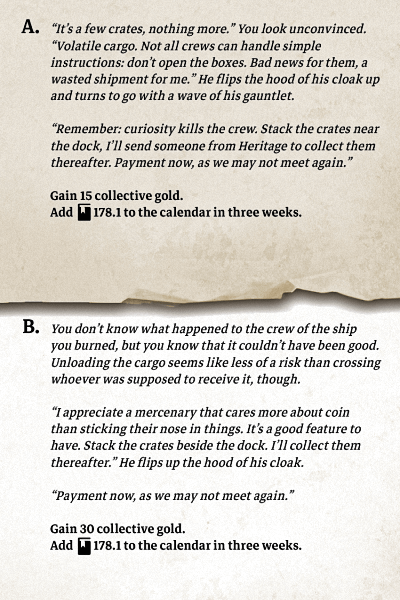 A.
“It’s a few crates, nothing more.” You look unconvinced.
“Volatile cargo. Not all crews can handle simple
instructions: don’t open the boxes. Bad news for them, a
wasted shipment for me.” He flips the hood of his cloak up
and turns to go with a wave of his gauntlet.
“Remember: curiosity kills the crew. Stack the crates near
the dock, I’ll send someone from Heritage to collect them
thereafter. Payment now, as we may not meet again.”
Gain 15 collective gold.
Add 178.1 to the calendar in three weeks.
B.
You don’t know what happened to the crew of the ship
you burned, but you know that it couldn’t have been good.
Unloading the cargo seems like less of a risk than crossing
whoever was supposed to receive it, though.
“I appreciate a mercenary that cares more about coin
than sticking their nose in things. It’s a good feature to
have. Stack the crates beside the dock. I’ll collect them
thereafter.” He flips up the hood of his cloak.
“Payment now, as we may not meet again.”
Gain 30 collective gold.
Add 178.1 to the calendar in three weeks.